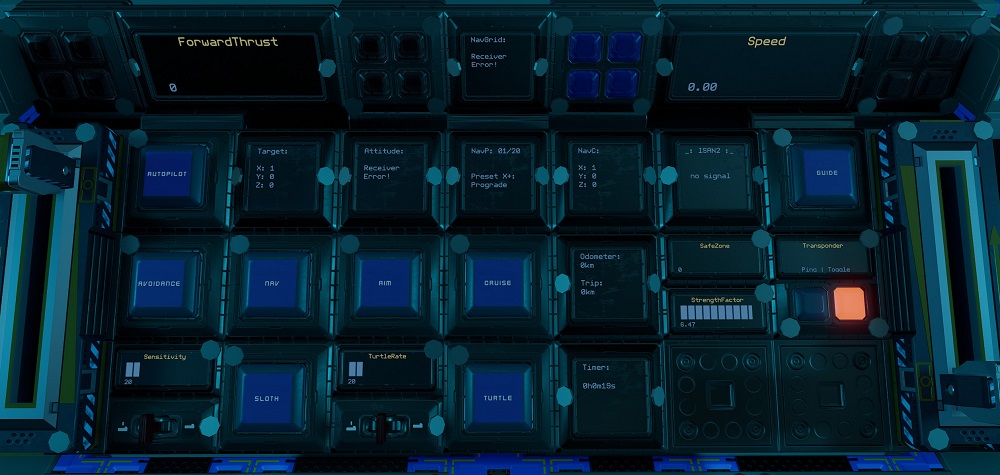 ForwardThrust
0
NavGrid:
Receiver
Error!
Speed
0.00
AUTOPILOT
Target:
X: 1
Y: 0
Z: 0
Attitude:
Receiver
Error!
NavP: 01/20
Preset X+:
Prograde
NavC:
X: 1
Y: 0
Z: 0
_: ISAN2 :_
no signal
GUIDE
AVOIDANCE
NAV
AIM
CRUISE
Odometer:
0km
Trip:
0km
SafeZone
0
Transponder
Ping | Toggle
StrengthFactor
6.47
Sensitivity
20
SLOTH
TurtleRate
20
TURTLE
Timer:
0h0m19s